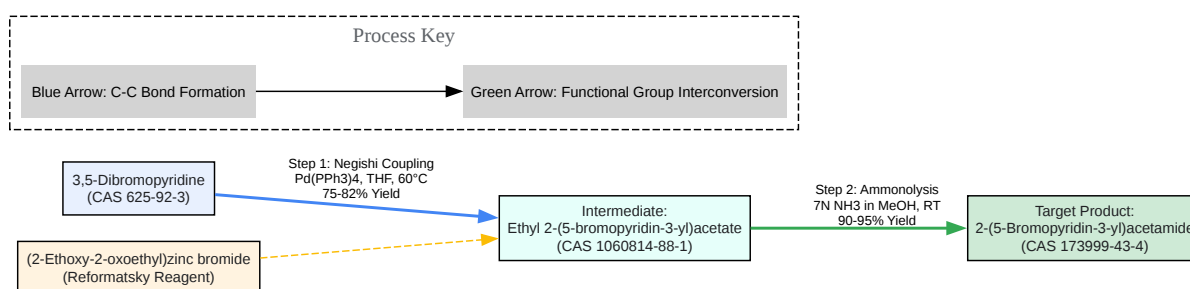 Process Key
Blue Arrow: C-C Bond Formation
Green Arrow: Functional Group Interconversion
3,5-Dibromopyridine
(CAS 625-92-3)
Step 1: Negishi Coupling
Pd(PPh3)4, THF, 60°C
75-82% Yield
(2-Ethoxy-2-oxoethyl)zinc bromide
(Reformatsky Reagent)
Intermediate:
Ethyl 2-(5-bromopyridin-3-yl)acetate
(CAS 1060814-88-1)
Step 2: Ammonolysis
7N NH3 in MeOH, RT
90-95% Yield
Target Product:
2-(5-Bromopyridin-3-yl)acetamide
(CAS 173999-43-4)